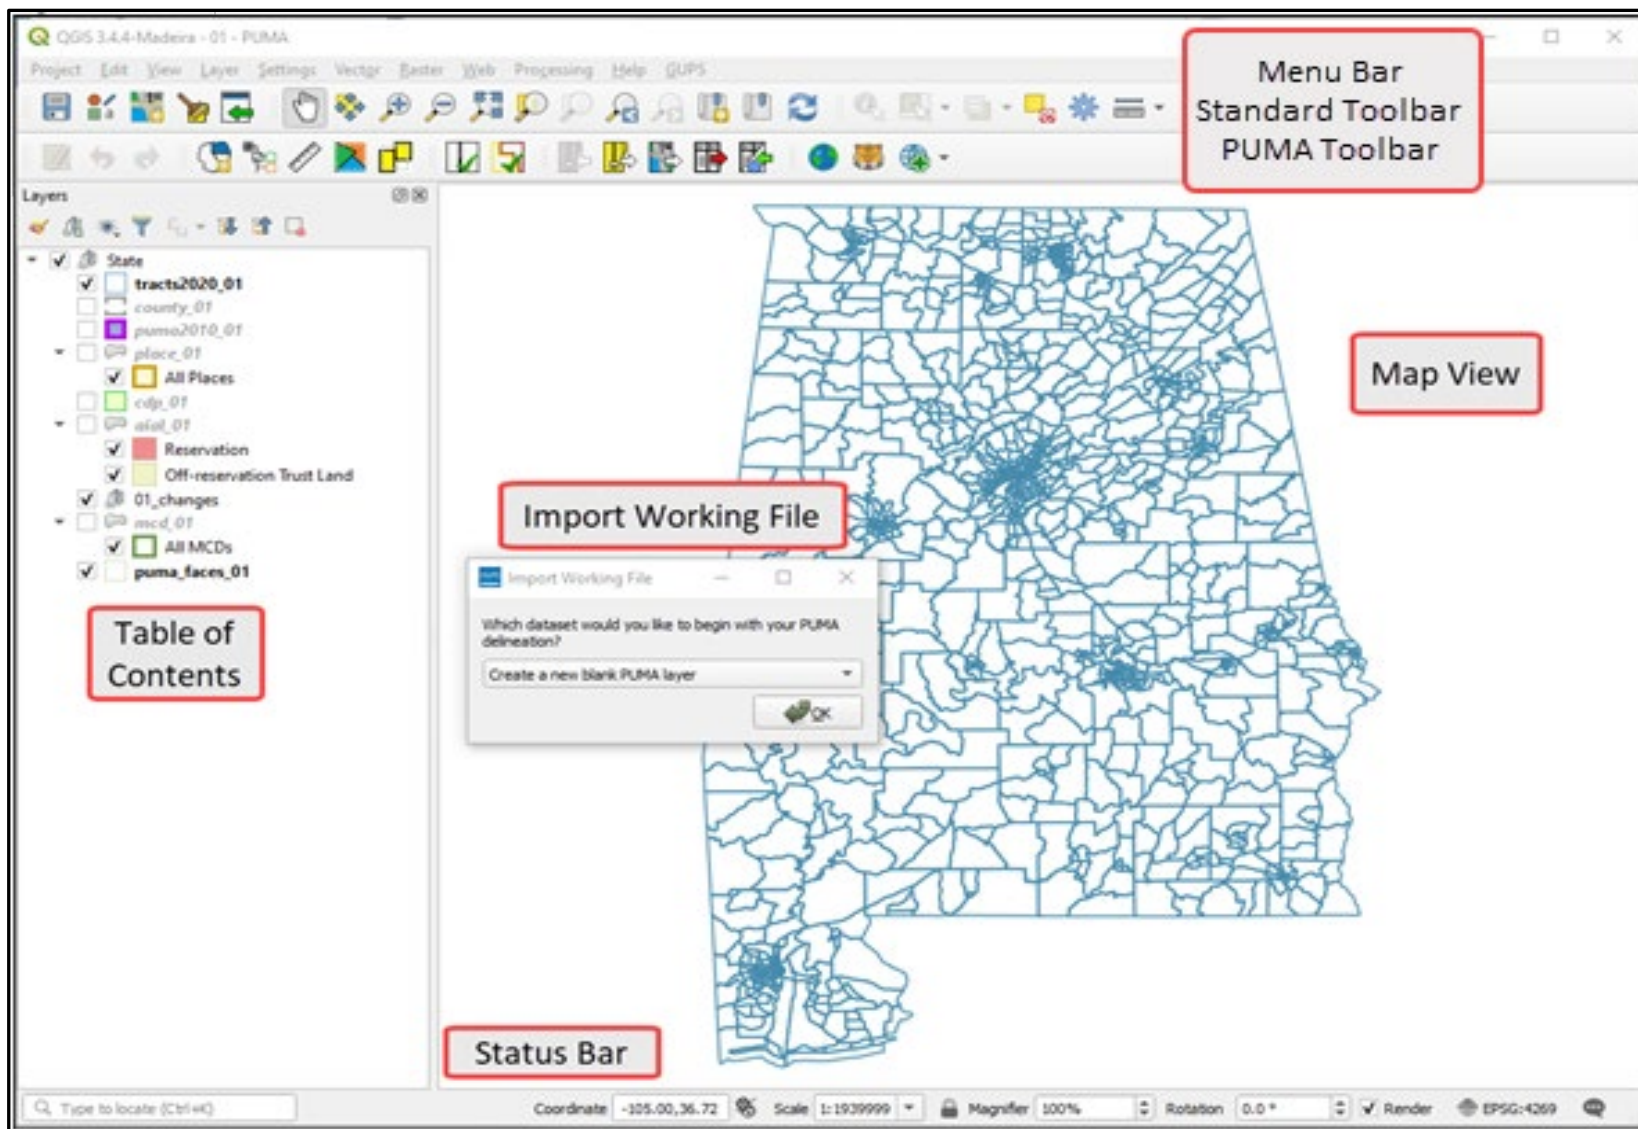 QGIS 3.4.4-Madeira - 01 - PUMA
Project Edit View Layer Settings Vector Raster Web Processing Help GUPS
Menu Bar
Standard Toolbar
PUMA Toolbar
Layers
State
tracts2020_01
county_01
puma2010_01
place_01
All Places
cdp_01
aial_01
Reservation
Off-reservation Trust Land
01_changes
mcd_01
All MCDs
puma_faces_01
Table of
Contents
Map View
Import Working File
Import Working File
Which dataset would you like to begin with your PUMA
delineation?
Create a new blank PUMA layer
OK
Status Bar
Type to locate (Ctrl+K) Coordinate -105.00,36.72 Scale 1:1939999 Magnifier 100% Rotation 0.0 ° Render EPSG:4269